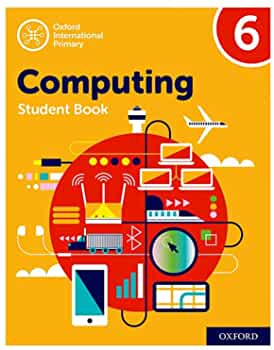 Oxford
International
Primary
6
Computing
Student Book
OXFORD